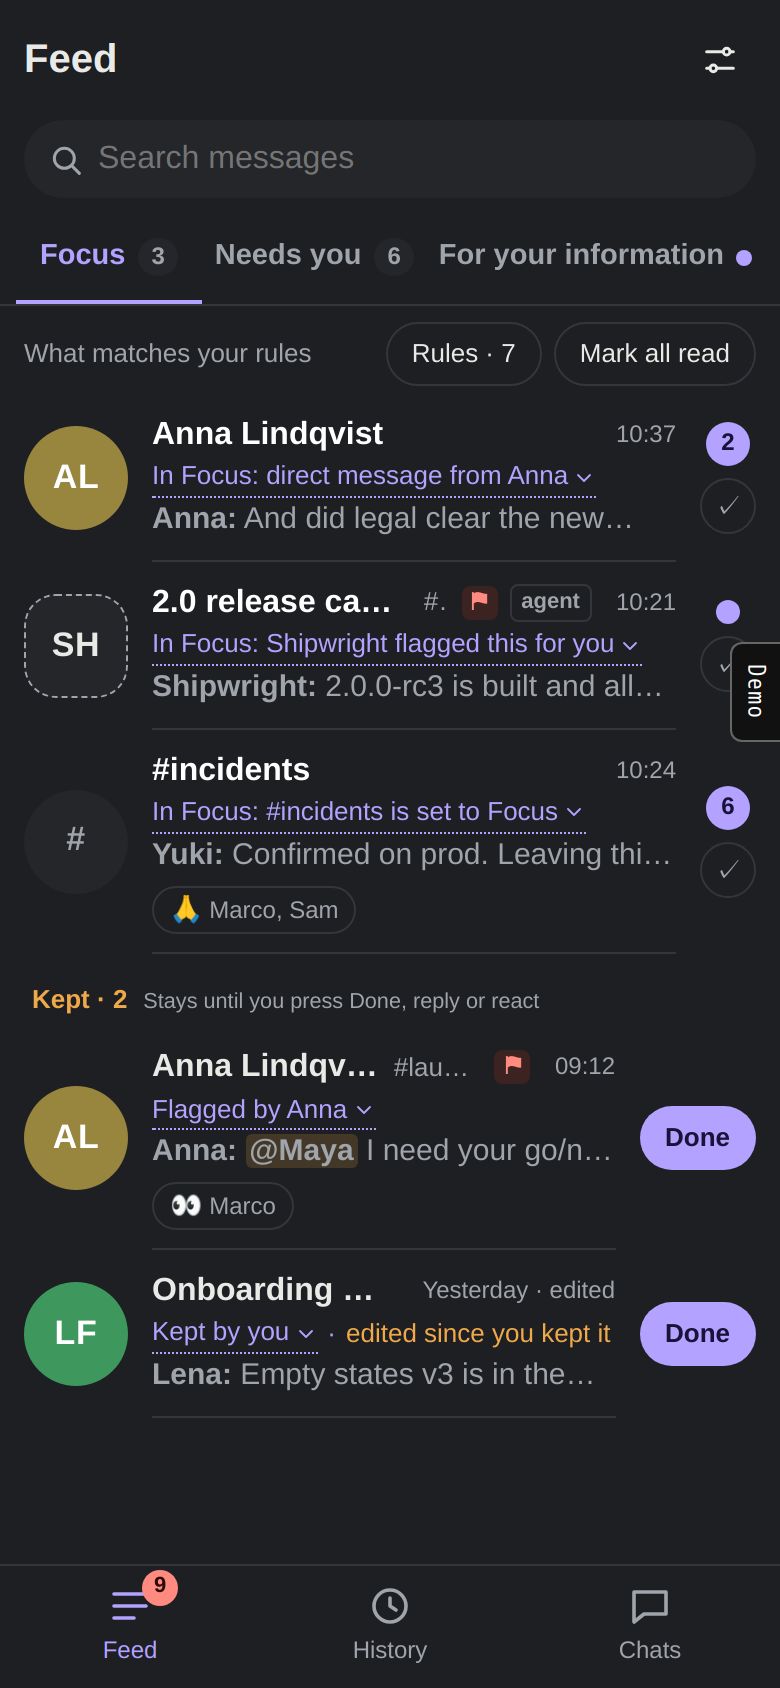 Feed
Search messages
Focus 3 Needs you 6 For your information
What matches your rules Rules · 7 Mark all read
AL Anna Lindqvist 10:37 2
In Focus: direct message from Anna
Anna: And did legal clear the new…
SH 2.0 release ca… #. agent 10:21
In Focus: Shipwright flagged this for you
Shipwright: 2.0.0-rc3 is built and all…
Demo
#incidents 10:24
In Focus: #incidents is set to Focus 6
# Yuki: Confirmed on prod. Leaving thi…
🙏 Marco, Sam
Kept · 2 Stays until you press Done, reply or react
Anna Lindqv… #lau… 09:12
Flagged by Anna
AL Anna: @Maya I need your go/n… Done
👀 Marco
Onboarding … Yesterday · edited
LF Kept by you · edited since you kept it Done
Lena: Empty states v3 is in the…
9
Feed History Chats